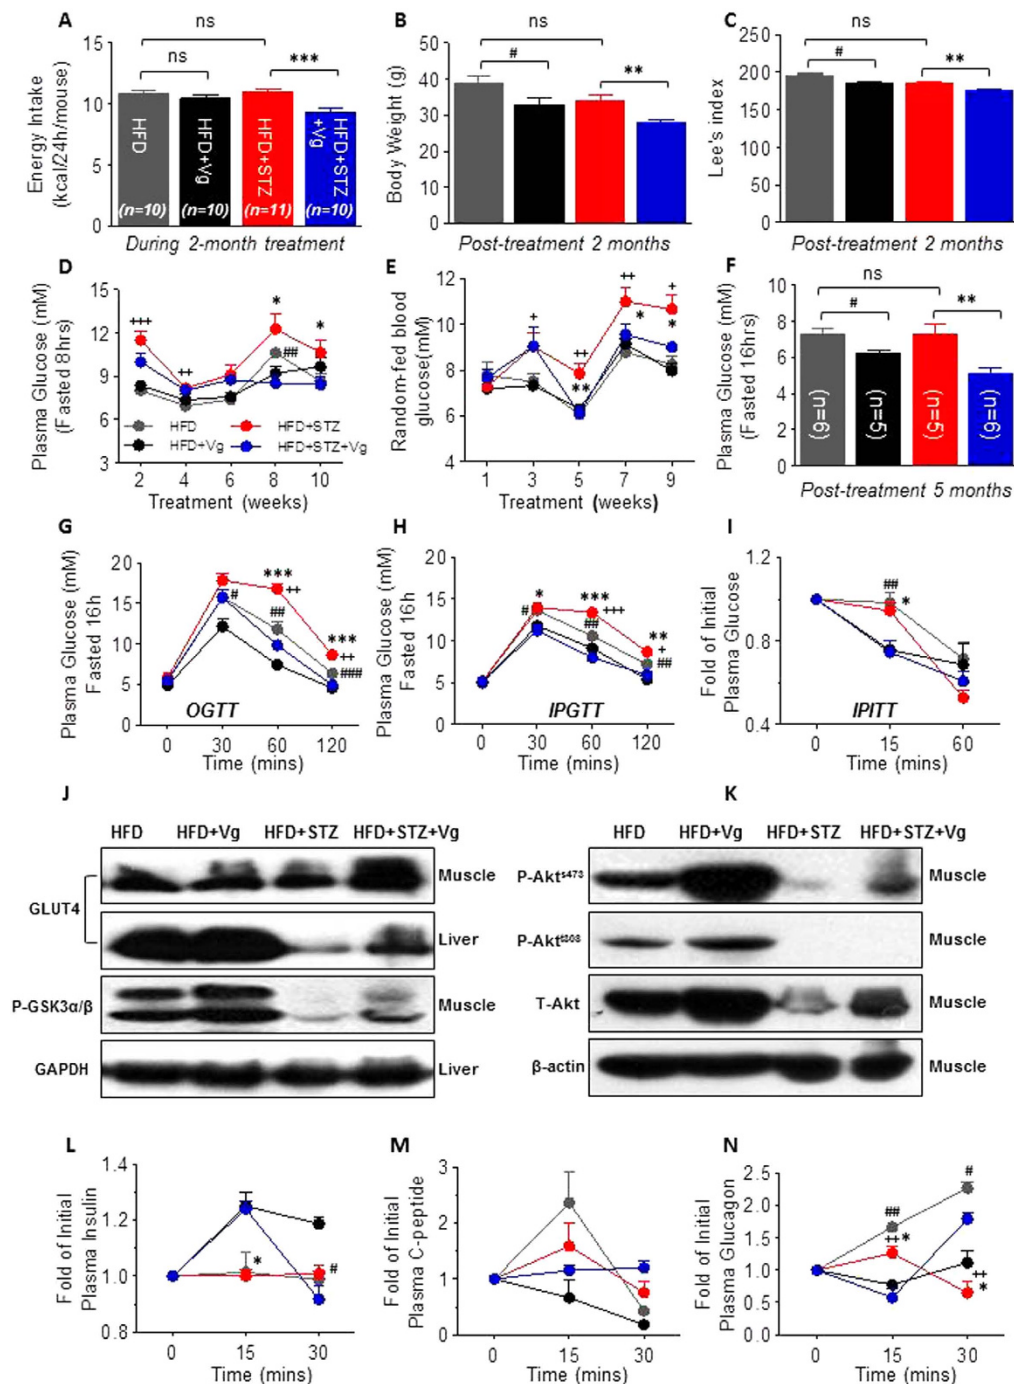 A
ns
ns
***
Energy Intake
(kcal/24h/mouse)
15
10
5
0
HFD
HFD+Vg
HFD+STZ
HFD+STZ
+Vg
(n=10)
(n=10)
(n=11)
(n=10)
During 2-month treatment
B
ns
#
**
Body Weight (g)
50
40
30
20
10
0
Post-treatment 2 months
C
ns
#
**
Lee's index
250
200
150
100
50
0
Post-treatment 2 months
D
Plasma Glucose (mM)
(Fasted 8hrs)
15
12
9
6
3
+++
++
*
##
*
HFD
HFD+STZ
HFD+Vg
HFD+STZ+Vg
2 4 6 8 10
Treatment (weeks)
E
Random-fed blood
glucose(mM)
12
10
8
6
4
+
++
**
++
*
+
*
1 3 5 7 9
Treatment (weeks)
F
ns
#
**
Plasma Glucose (mM)
(Fasted 16hrs)
10
8
6
4
2
0
(n=6)
(n=5)
(n=5)
(n=6)
Post-treatment 5 months
G
Plasma Glucose (mM)
Fasted 16h
20
15
10
5
0
#
***
++
##
***
++
###
OGTT
0 30 60 120
Time (mins)
H
Plasma Glucose (mM)
Fasted 16h
20
15
10
5
0
#
*
***
+++
##
**
+
##
IPGTT
0 30 60 120
Time (mins)
I
Fold of Initial
Plasma Glucose
1.2
0.8
0.4
##
*
IPITT
0 15 60
Time (mins)
J
HFD HFD+Vg HFD+STZ HFD+STZ+Vg
GLUT4
Muscle
Liver
P-GSK3α/β
Muscle
GAPDH
Liver
K
HFD HFD+Vg HFD+STZ HFD+STZ+Vg
P-Akts473
Muscle
P-Aktt308
Muscle
T-Akt
Muscle
β-actin
Muscle
L
Fold of Initial
Plasma Insulin
1.4
1.2
1.0
0.8
*
#
0 15 30
Time (mins)
M
Fold of Initial
Plasma C-peptide
3
2
1
0
0 15 30
Time (mins)
N
Fold of Initial
Plasma Glucagon
2.5
2.0
1.5
1.0
0.5
0.0
##
++ *
#
++
*
0 15 30
Time (mins)